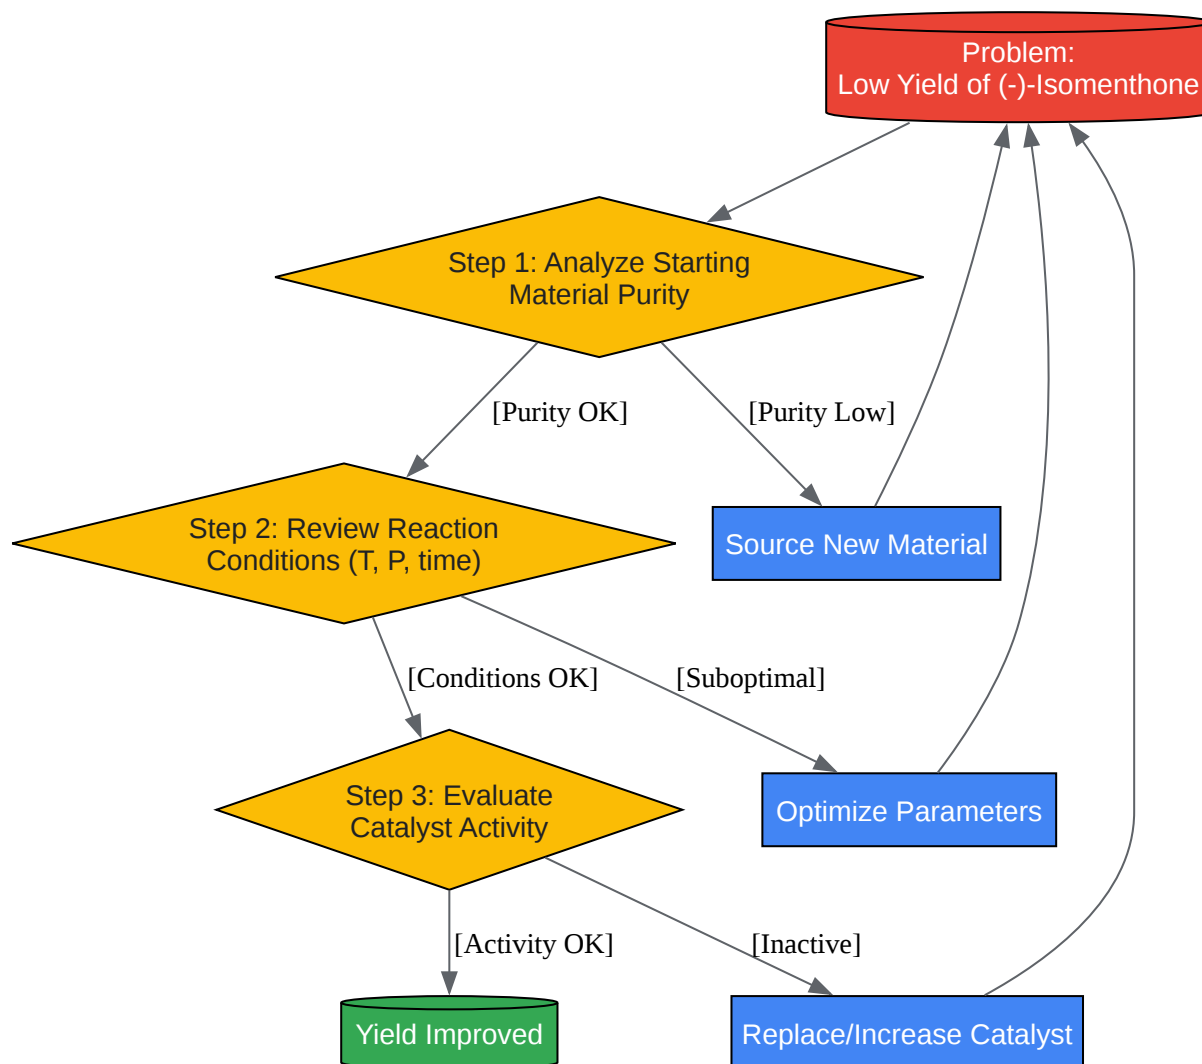 Problem:
Low Yield of (-)-Isomenthone
Step 1: Analyze Starting
Material Purity
[Purity OK]
[Purity Low]
Step 2: Review Reaction
Conditions (T, P, time)
Source New Material
[Conditions OK]
[Suboptimal]
Step 3: Evaluate
Catalyst Activity
Optimize Parameters
[Activity OK]
[Inactive]
Yield Improved
Replace/Increase Catalyst